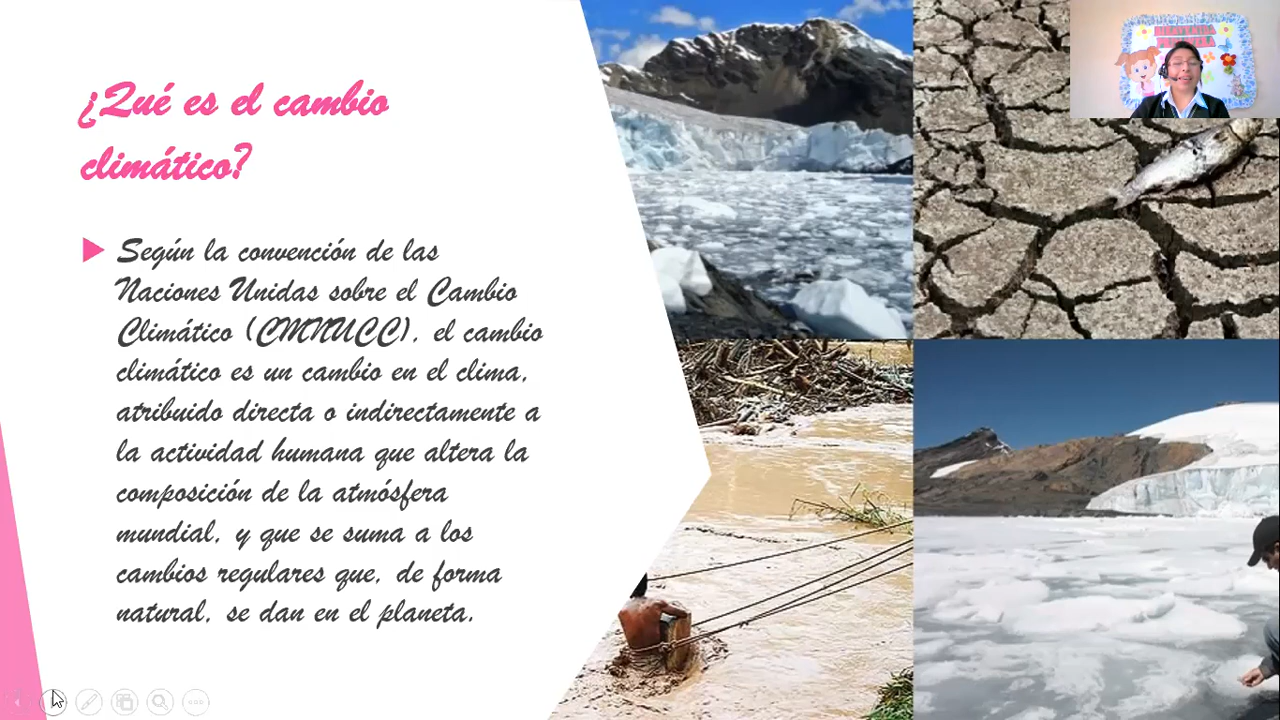 ¿Qué es el cambio
climático?
Según la convención de las
Naciones Unidas sobre el Cambio
Climático (CMNUCC), el cambio
climático es un cambio en el clima,
atribuido directa o indirectamente a
la actividad humana que altera la
composición de la atmósfera
mundial, y que se suma a los
cambios regulares que, de forma
natural, se dan en el planeta.